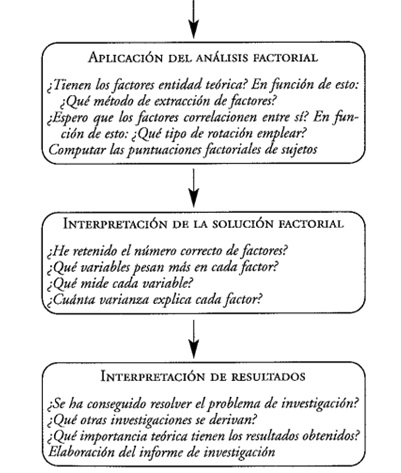 APLICACIÓN DEL ANÁLISIS FACTORIAL
¿Tienen los factores entidad teórica? En función de esto:
¿Qué método de extracción de factores?
¿Espero que los factores correlacionen entre sí? En fun-
ción de esto: ¿Qué tipo de rotación emplear?
Computar las puntuaciones factoriales de sujetos
INTERPRETACIÓN DE LA SOLUCIÓN FACTORIAL
¿He retenido el número correcto de factores?
¿Qué variables pesan más en cada factor?
¿Qué mide cada variable?
¿Cuánta varianza explica cada factor?
INTERPRETACIÓN DE RESULTADOS
¿Se ha conseguido resolver el problema de investigación?
¿Qué otras investigaciones se derivan?
¿Qué importancia teórica tienen los resultados obtenidos?
Elaboración del informe de investigación